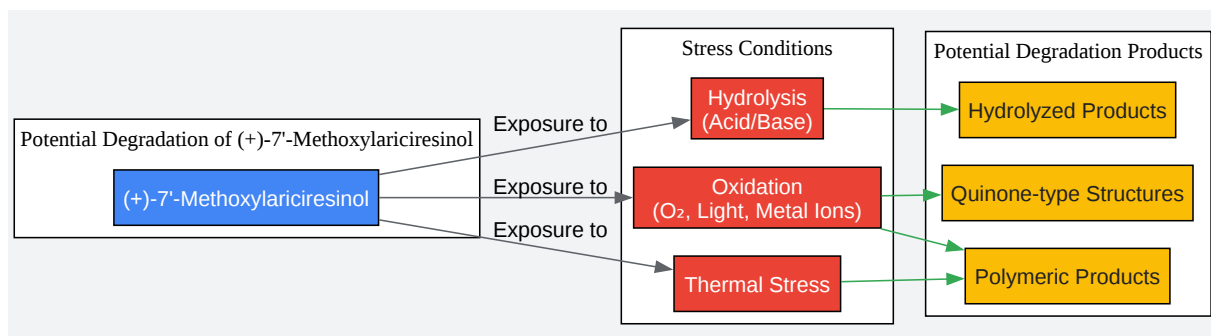 Potential Degradation of (+)-7'-Methoxylariciresinol
(+)-7'-Methoxylariciresinol
Exposure to
Exposure to
Exposure to
Stress Conditions
Hydrolysis
(Acid/Base)
Oxidation
(O₂, Light, Metal Ions)
Thermal Stress
Potential Degradation Products
Hydrolyzed Products
Quinone-type Structures
Polymeric Products